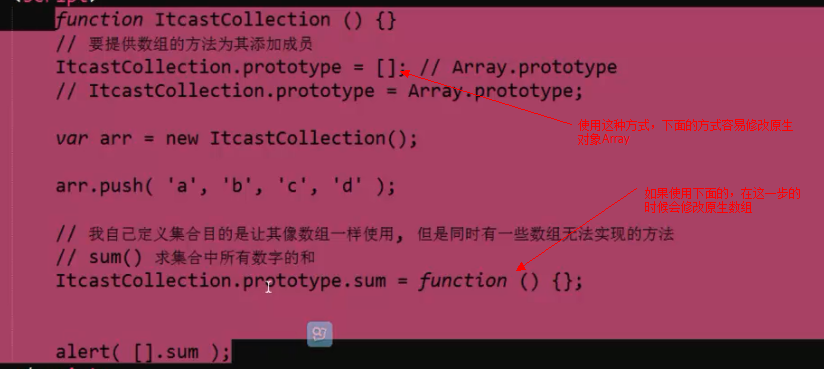 function ItcastCollection () {}
// 要提供数组的方法为其添加成员
ItcastCollection.prototype = []; // Array.prototype
// ItcastCollection.prototype = Array.prototype;
使用这种方式，下面的方式容易修改原生
对象Array
var arr = new ItcastCollection();
arr.push( 'a', 'b', 'c', 'd' );
如果使用下面的，在这一步的
时候会修改原生数组
// 我自己定义集合目的是让其像数组一样使用, 但是同时有一些数组无法实现的方法
// sum() 求集合中所有数字的和
ItcastCollection.prototype.sum = function () {};
alert( [].sum );